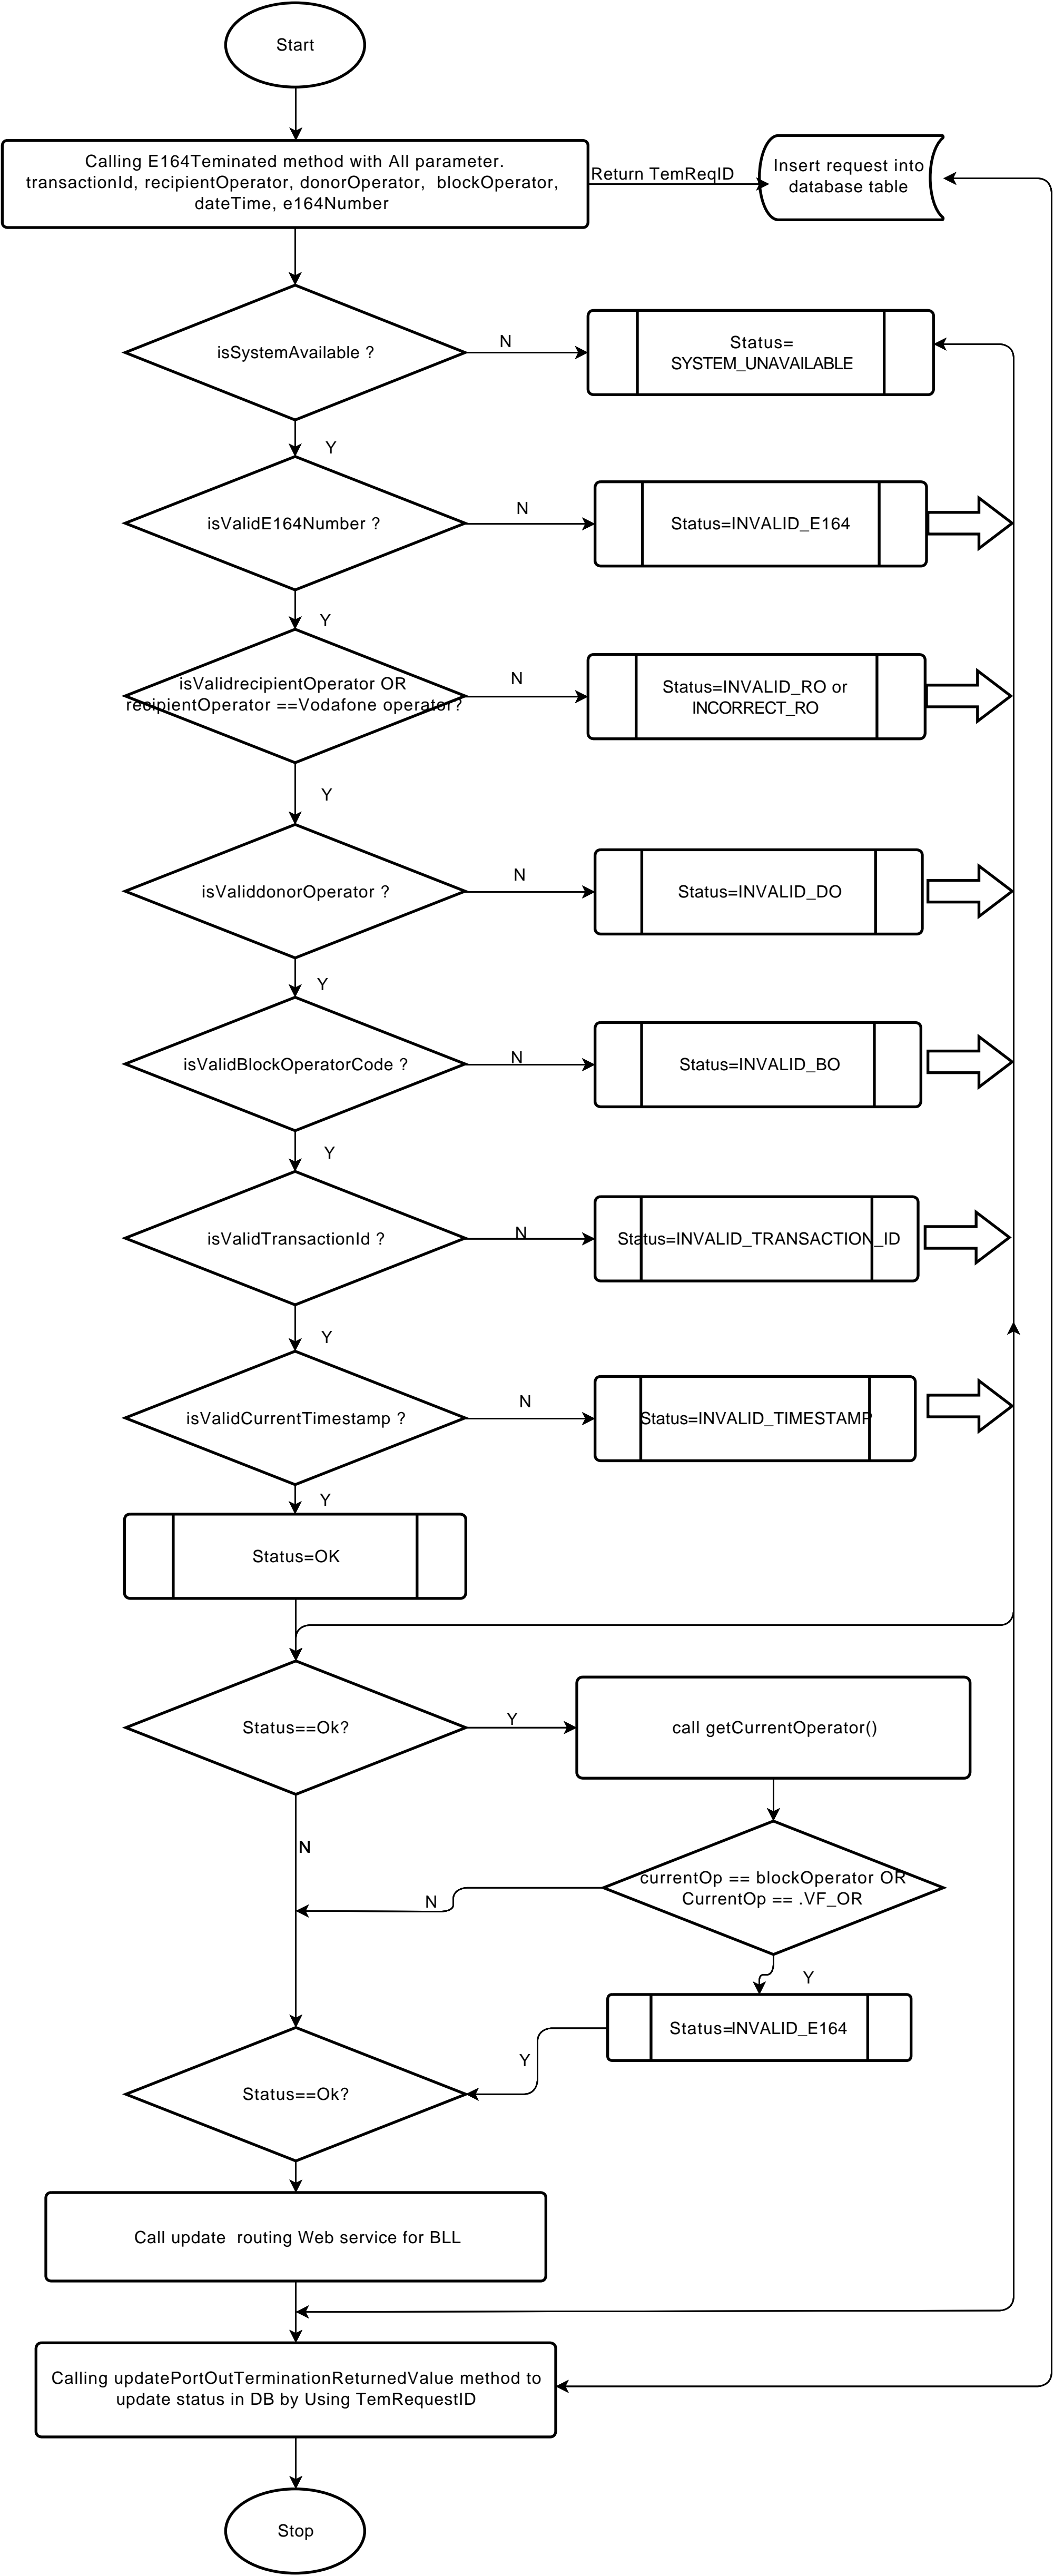 Start
Calling E164Teminated method with All parameter.
transactionId, recipientOperator, donorOperator, blockOperator,
dateTime, e164Number
Return TemReqID
Insert request into
database table
isSystemAvailable ?
N
Status=
SYSTEM_UNAVAILABLE
Y
isValidE164Number ?
N
Status=INVALID_E164
Y
isValidrecipientOperator OR
recipientOperator ==Vodafone operator?
N
Status=INVALID_RO or
INCORRECT_RO
Y
isValiddonorOperator ?
N
Status=INVALID_DO
Y
isValidBlockOperatorCode ?
N
Status=INVALID_BO
Y
isValidTransactionId ?
N
Status=INVALID_TRANSACTION_ID
Y
isValidCurrentTimestamp ?
N
Status=INVALID_TIMESTAMP
Y
Status=OK
Status==Ok?
Y
call getCurrentOperator()
N
currentOp == blockOperator OR
CurrentOp == .VF_OR
N
Y
Status=INVALID_E164
Y
Status==Ok?
Call update routing Web service for BLL
Calling updatePortOutTerminationReturnedValue method to
update status in DB by Using TemRequestID
Stop